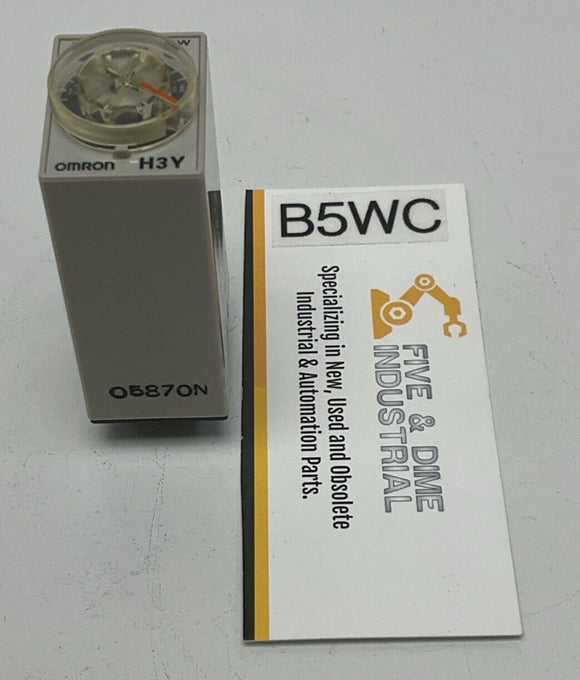 W
OMRON H3Y
05870N
B5WC
FIVE & DIME
INDUSTRIAL
Specializing in New, Used and Obsolete
Industrial & Automation Parts.